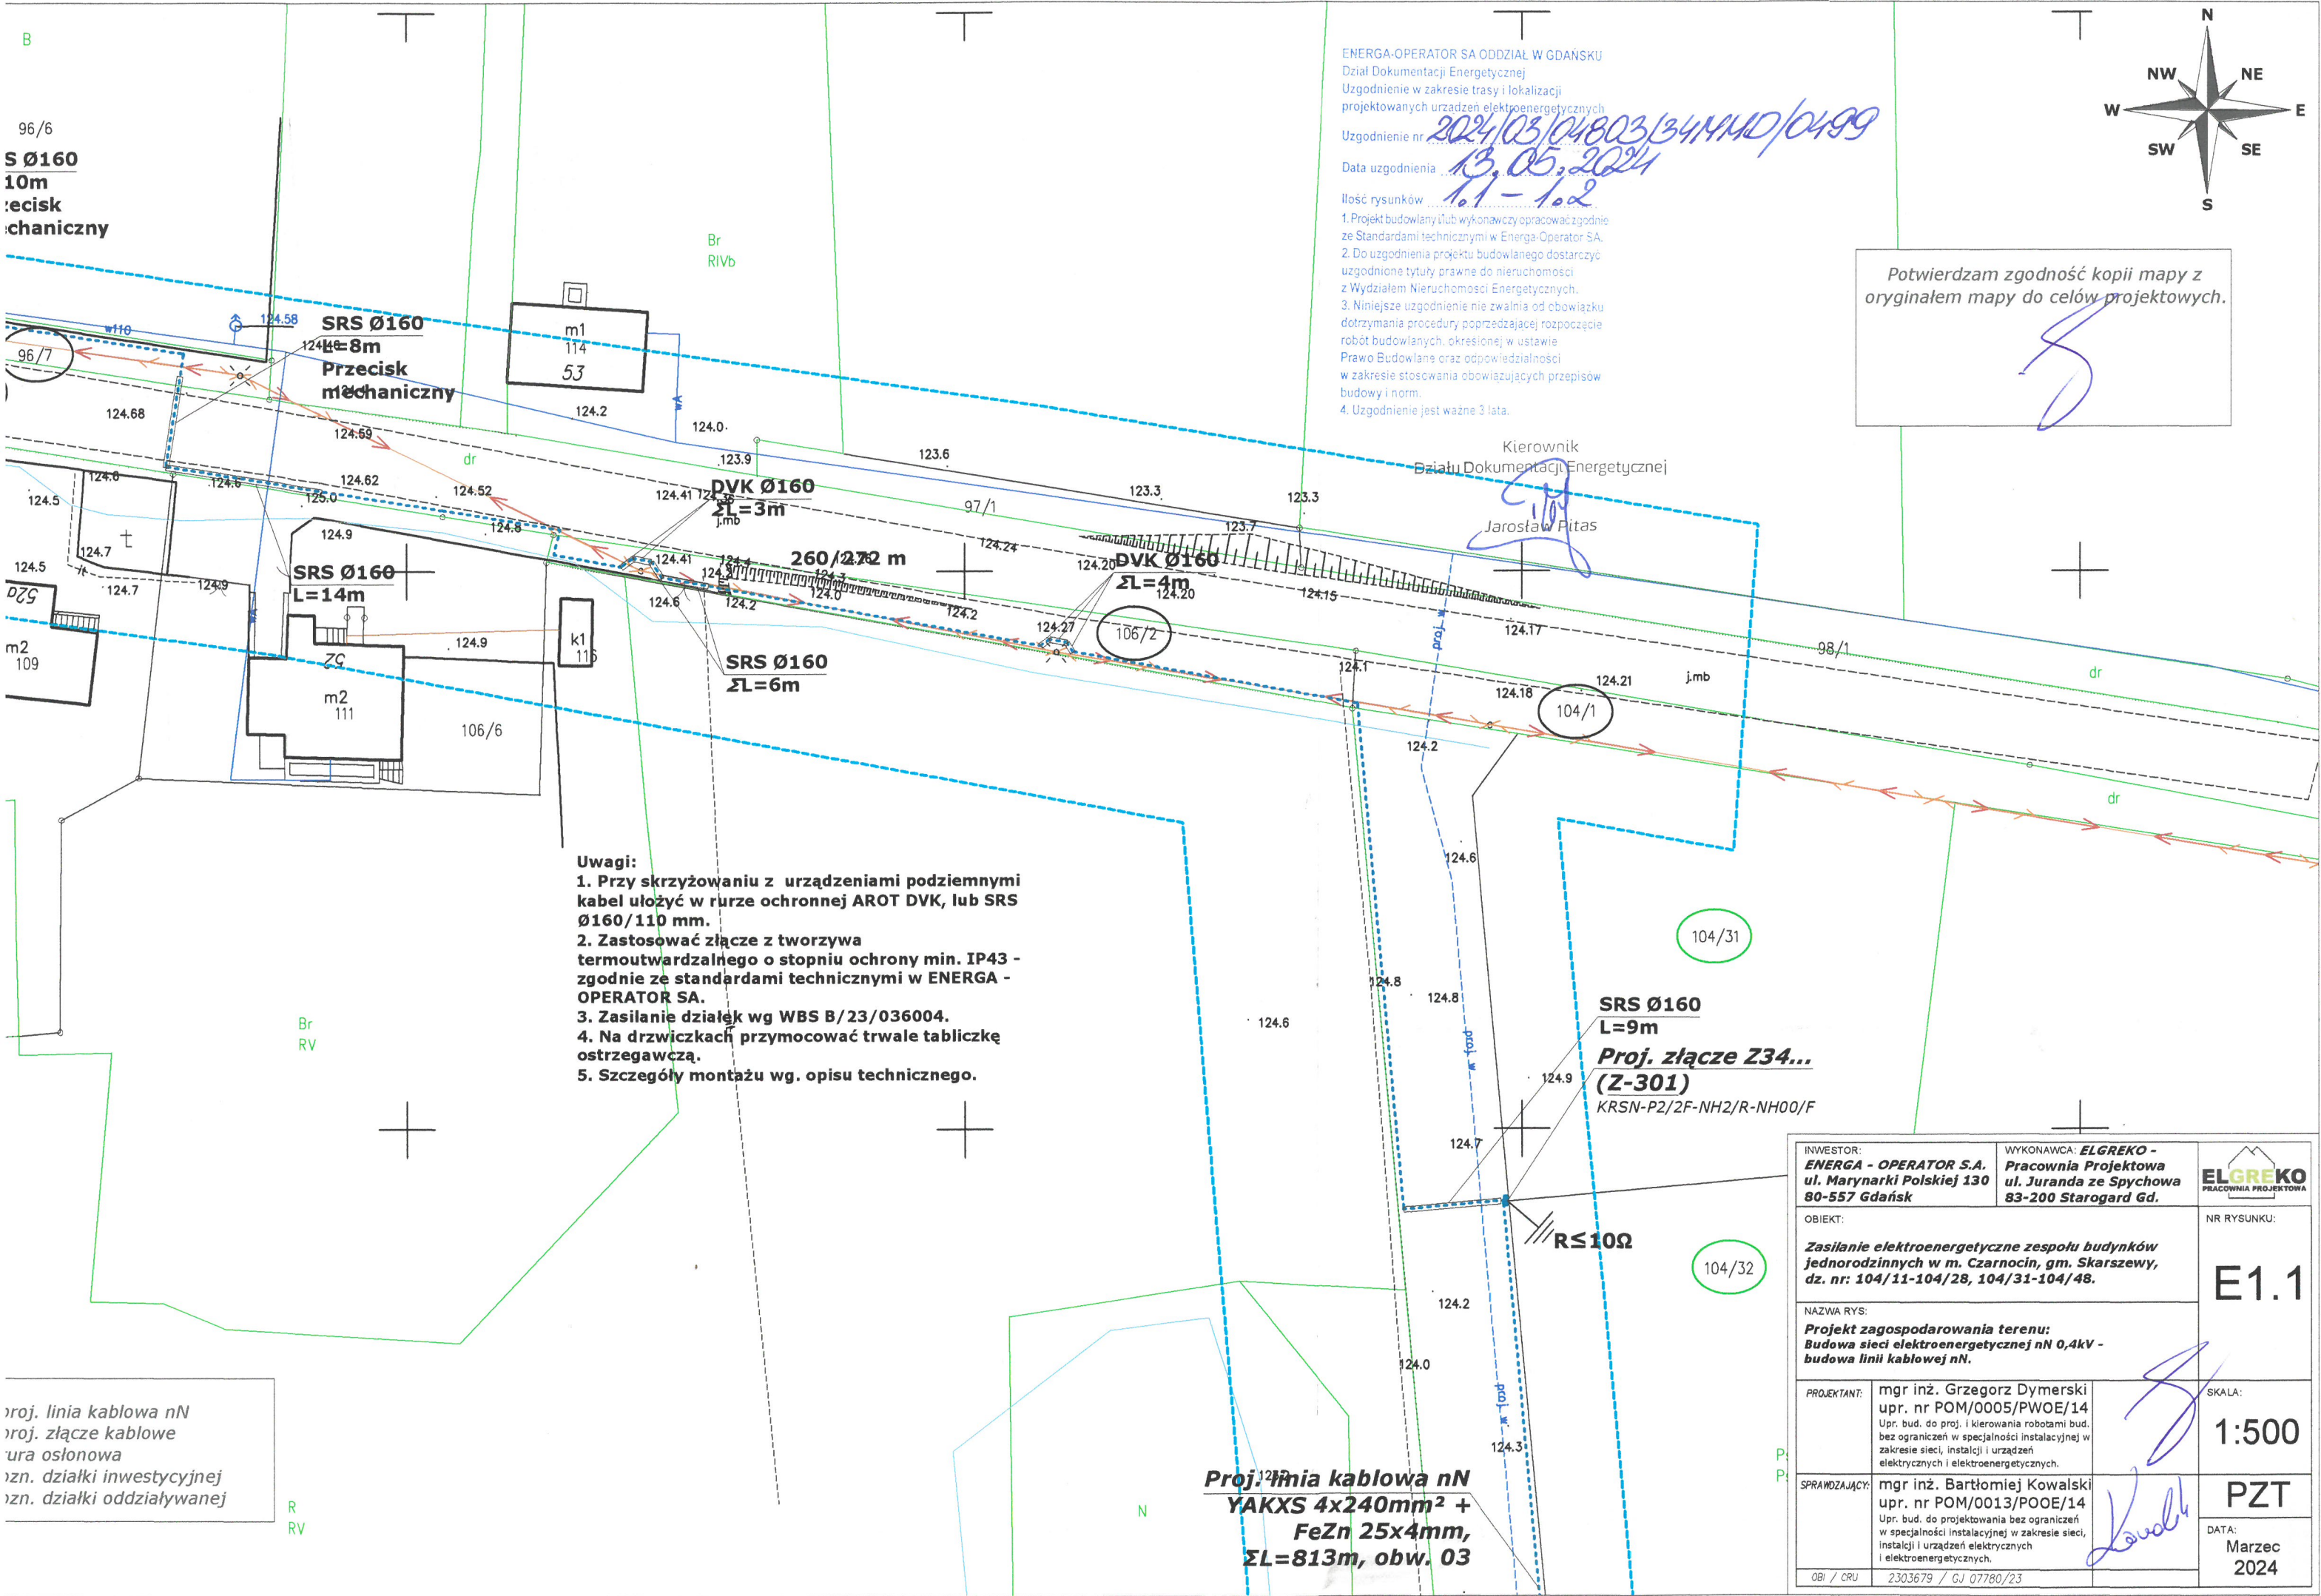 B
96/6
S Ø160
10m
zecisk
chaniczny
w110
124.58
96/7
SRS Ø160
L=8m
Przecisk
mechaniczny
124.68
124.59
dr
m1
114
53
124.2
wA
124.0
Br
RIVb
123.9
123.6
123.3
123.3
123.7
97/1
ENERGA-OPERATOR SA ODDZIAŁ W GDAŃSKU
Dział Dokumentacji Energetycznej
Uzgodnienie w zakresie trasy i lokalizacji
projektowanych urządzeń elektroenergetycznych
Uzgodnienie nr 2024/03/04803/34MMD/0499
Data uzgodnienia 13.05.2024
Ilość rysunków 1.1 - 1.2
1. Projekt budowlany i/lub wykonawczy opracować zgodnie
ze Standardami technicznymi w Energa-Operator SA.
2. Do uzgodnienia projektu budowlanego dostarczyć
uzgodnione tytuły prawne do nieruchomości
z Wydziałem Nieruchomości Energetycznych.
3. Niniejsze uzgodnienie nie zwalnia od obowiązku
dotrzymania procedury poprzedzającej rozpoczęcie
robót budowlanych, określonej w ustawie
Prawo Budowlane oraz odpowiedzialności
w zakresie stosowania obowiązujących przepisów
budowy i norm.
4. Uzgodnienie jest ważne 3 lata.
Kierownik
Działu Dokumentacji Energetycznej
Jarosław Pitas
N
NW
NE
W
E
SW
SE
S
Potwierdzam zgodność kopii mapy z
oryginałem mapy do celów projektowych.
124.6
124.5
124.6
125.0
124.62
124.52
124.8
124.41
DVK Ø160
ΣL=3m
j.mb
t
124.7
124.5
124.7
124.9
124.9
52a
m2
109
SRS Ø160
L=14m
wA
52
m2
111
124.9
k1
116
106/6
124.41
124.6
124.2
260/272 m
124.0
124.2
124.24
124.20
DVK Ø160
ΣL=4m
124.20
124.15
124.27
106/2
SRS Ø160
ΣL=6m
124.1
124.17
98/1
124.18
124.21
j.mb
104/1
dr
dr
124.2
proj w
124.6
Uwagi:
1. Przy skrzyżowaniu z urządzeniami podziemnymi
kabel ułożyć w rurze ochronnej AROT DVK, lub SRS
Ø160/110 mm.
2. Zastosować złącze z tworzywa
termoutwardzalnego o stopniu ochrony min. IP43 -
zgodnie ze standardami technicznymi w ENERGA -
OPERATOR SA.
3. Zasilanie działek wg WBS B/23/036004.
4. Na drzwiczkach przymocować trwale tabliczkę
ostrzegawczą.
5. Szczegóły montażu wg. opisu technicznego.
Br
RV
124.6
124.8
124.8
proj w
104/31
SRS Ø160
L=9m
Proj. złącze Z34...
(Z-301)
KRSN-P2/2F-NH2/R-NH00/F
124.9
124.7
R≤10Ω
104/32
124.2
124.0
proj w
124.3
N
Proj. linia kablowa nN
YAKXS 4x240mm² +
FeZn 25x4mm,
ΣL=813m, obw. 03
proj. linia kablowa nN
proj. złącze kablowe
rura osłonowa
ozn. działki inwestycyjnej
ozn. działki oddziaływanej
R
RV
INWESTOR:
ENERGA - OPERATOR S.A.
ul. Marynarki Polskiej 130
80-557 Gdańsk
WYKONAWCA: ELGREKO -
Pracownia Projektowa
ul. Juranda ze Spychowa
83-200 Starogard Gd.
ELGREKO
PRACOWNIA PROJEKTOWA
OBIEKT:
Zasilanie elektroenergetyczne zespołu budynków
jednorodzinnych w m. Czarnocin, gm. Skarszewy,
dz. nr: 104/11-104/28, 104/31-104/48.
NR RYSUNKU:
E1.1
NAZWA RYS:
Projekt zagospodarowania terenu:
Budowa sieci elektroenergetycznej nN 0,4kV -
budowa linii kablowej nN.
PROJEKTANT:
mgr inż. Grzegorz Dymerski
upr. nr POM/0005/PWOE/14
Upr. bud. do proj. i kierowania robotami bud.
bez ograniczeń w specjalności instalacyjnej w
zakresie sieci, instalcji i urządzeń
elektrycznych i elektroenergetycznych.
SKALA:
1:500
SPRAWDZAJĄCY:
mgr inż. Bartłomiej Kowalski
upr. nr POM/0013/POOE/14
Upr. bud. do projektowania bez ograniczeń
w specjalności instalacyjnej w zakresie sieci,
instalcji i urządzeń elektrycznych
i elektroenergetycznych.
PZT
DATA:
Marzec
2024
OBI / CRU
2303679 / GJ 07780/23